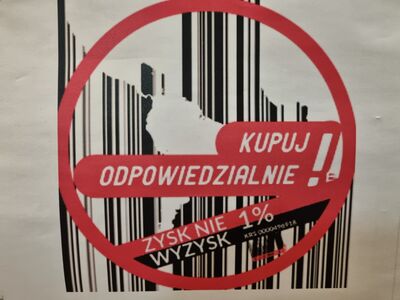 KUPUJ
ODPOWIEDZIALNIE !!
ZYSK NIE
WYZYSK
1%